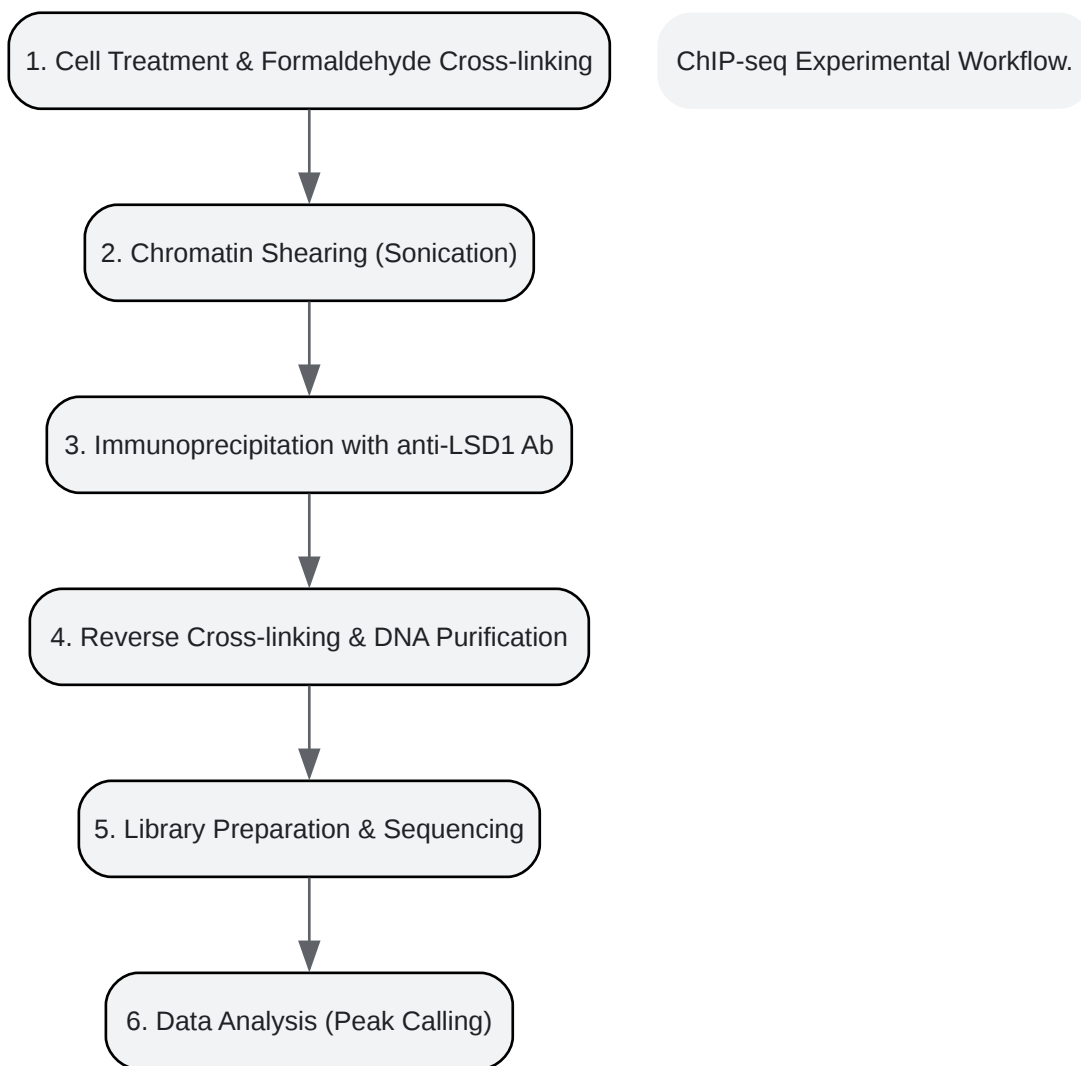 1. Cell Treatment & Formaldehyde Cross-linking
ChIP-seq Experimental Workflow.
2. Chromatin Shearing (Sonication)
3. Immunoprecipitation with anti-LSD1 Ab
4. Reverse Cross-linking & DNA Purification
5. Library Preparation & Sequencing
6. Data Analysis (Peak Calling)